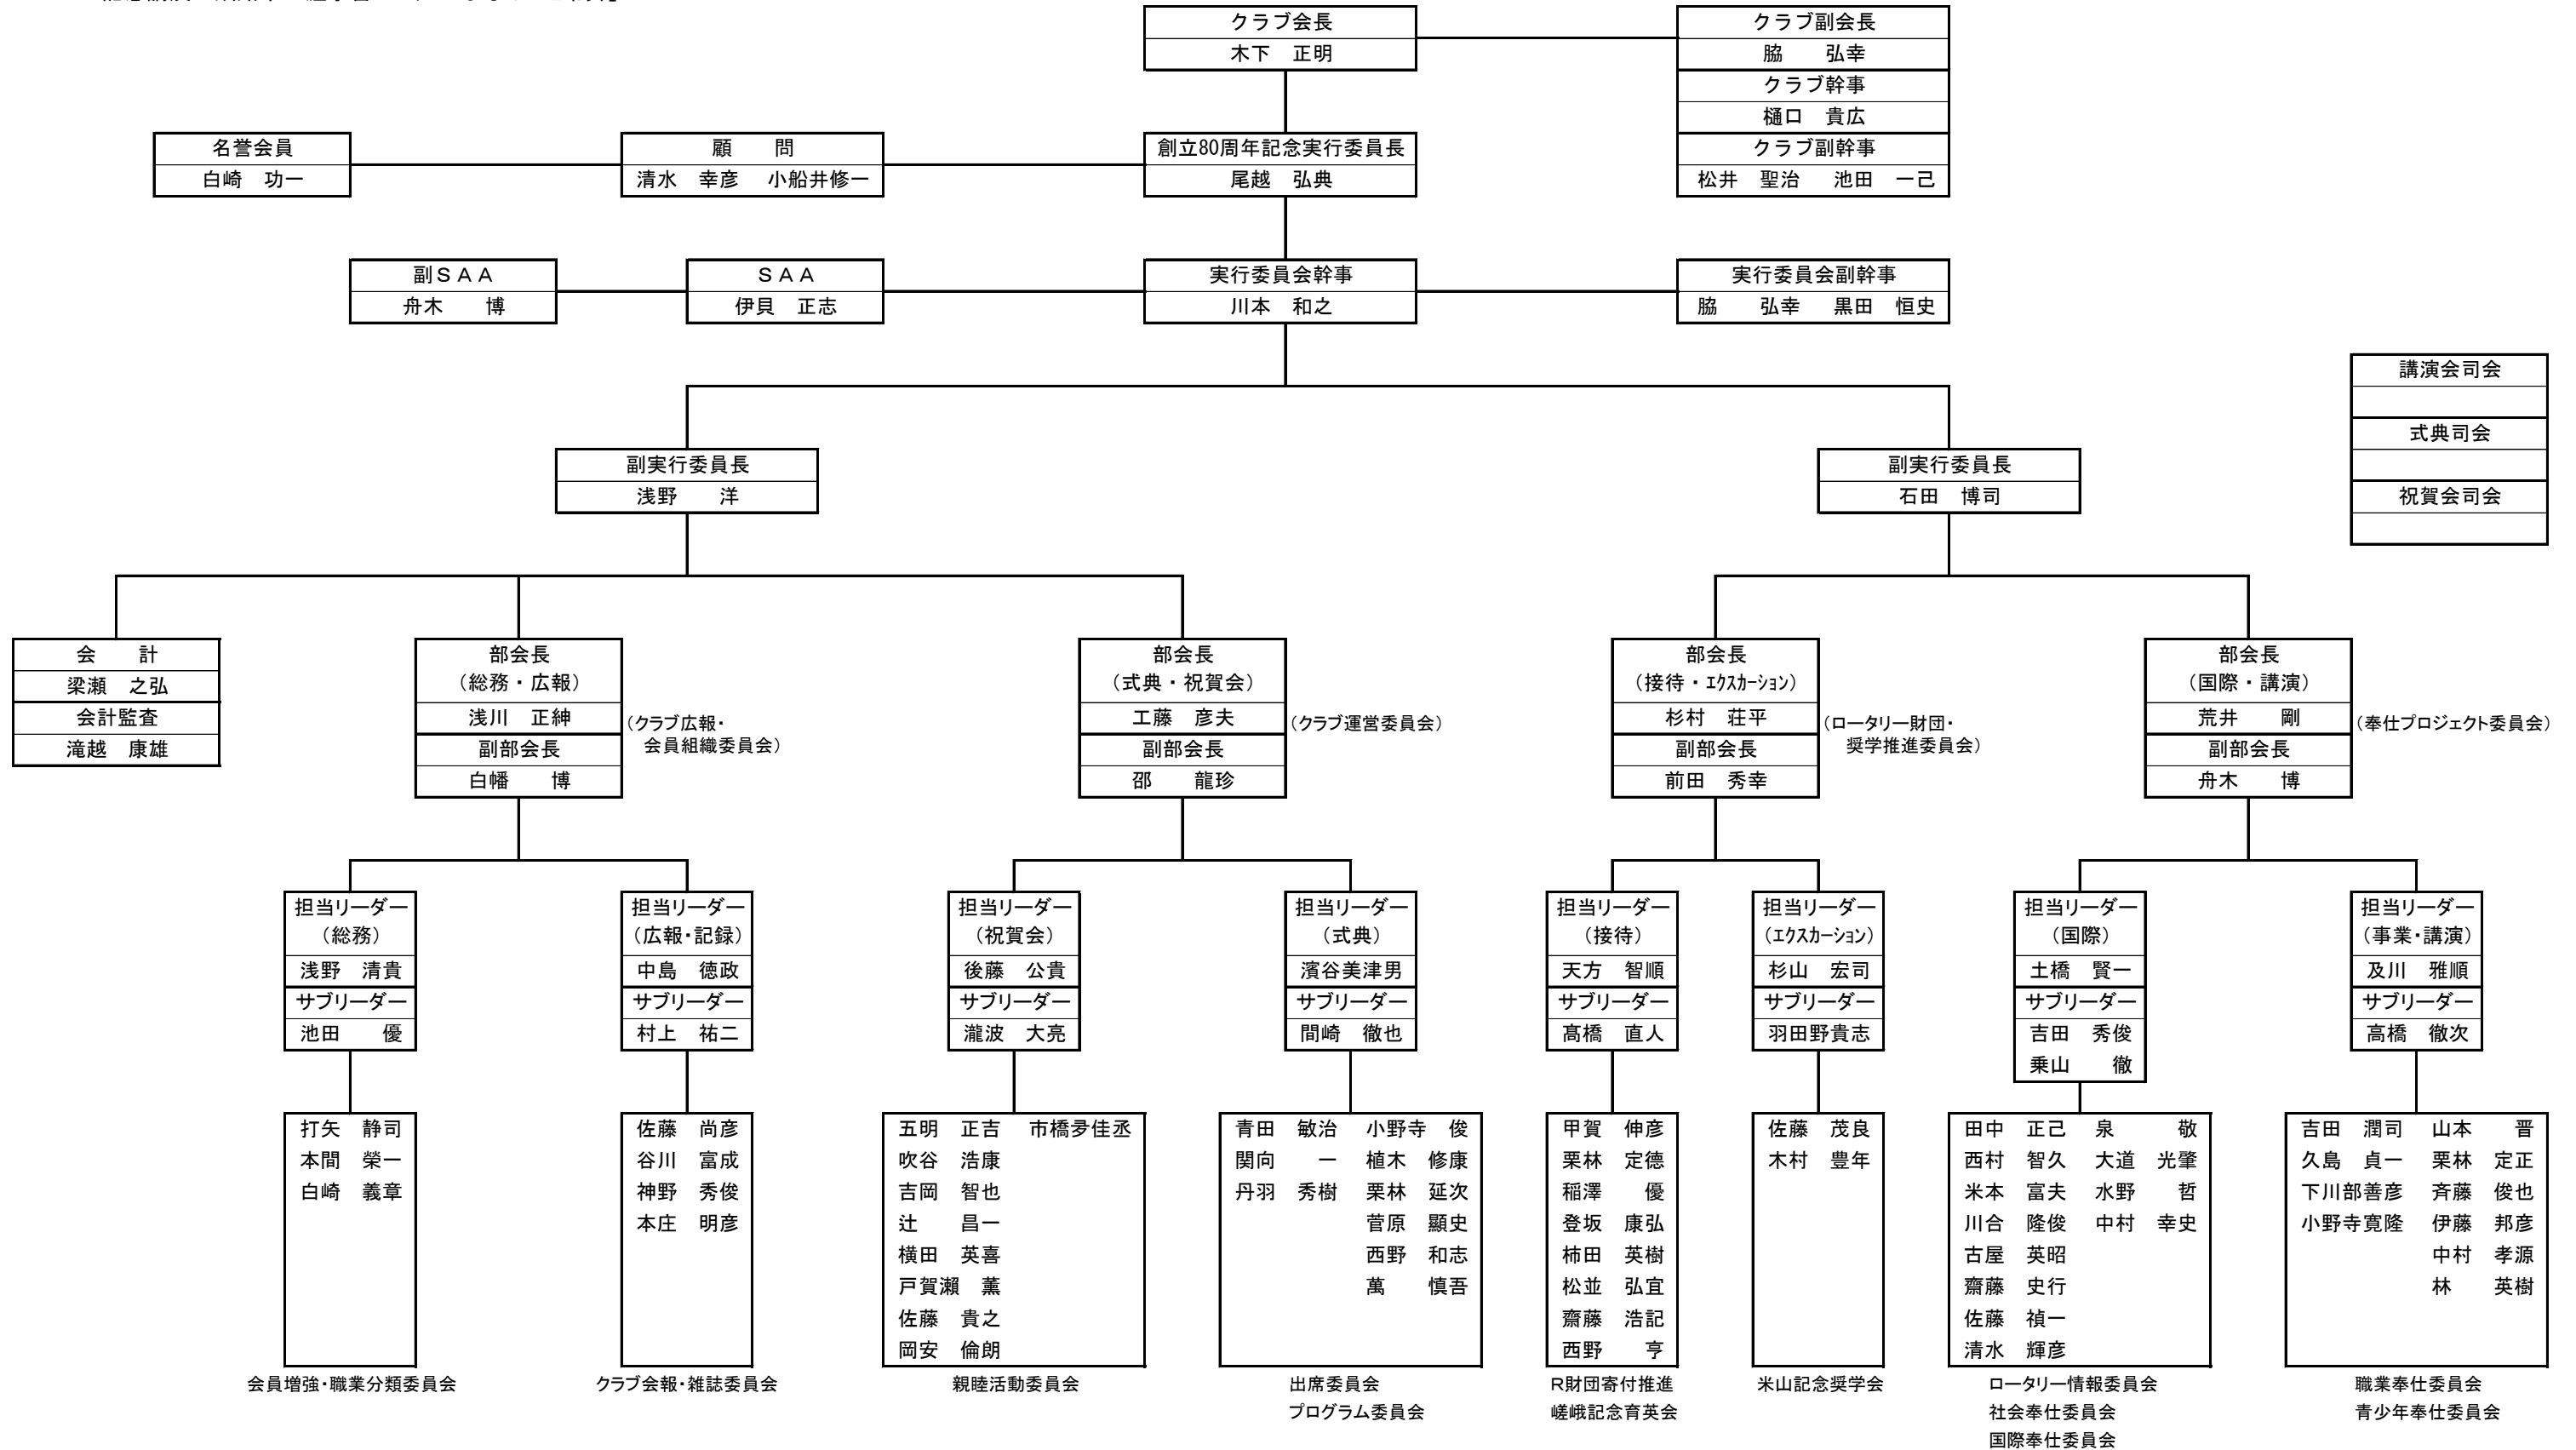 クラブ会長
木下　正明
クラブ副会長
脇　　弘幸
クラブ幹事
樋口　貴広
クラブ副幹事
松井　聖治　池田　一己
名誉会員
白崎　功一
顧　　問
清水　幸彦　小船井修一
創立80周年記念実行委員長
尾越　弘典
副ＳＡＡ
舟木　　博
ＳＡＡ
伊貝　正志
実行委員会幹事
川本　和之
実行委員会副幹事
脇　　弘幸　黒田　恒史
講演会司会
式典司会
祝賀会司会
副実行委員長
浅野　　洋
副実行委員長
石田　博司
会　　計
梁瀬　之弘
会計監査
滝越　康雄
部会長
（総務・広報）
浅川　正紳
副部会長
白幡　　博
（クラブ広報・
会員組織委員会）
部会長
（式典・祝賀会）
工藤　彦夫
副部会長
邵　　龍珍
（クラブ運営委員会）
部会長
（接待・ｴｸｽｶｰｼｮﾝ）
杉村　荘平
副部会長
前田　秀幸
（ロータリー財団・
奨学推進委員会）
部会長
（国際・講演）
荒井　　剛
副部会長
舟木　　博
（奉仕プロジェクト委員会）
担当リーダー
（総務）
浅野　清貴
サブリーダー
池田　　優
打矢　静司
本間　榮一
白崎　義章
会員増強・職業分類委員会
担当リーダー
（広報・記録）
中島　徳政
サブリーダー
村上　祐二
佐藤　尚彦
谷川　富成
神野　秀俊
本庄　明彦
クラブ会報・雑誌委員会
担当リーダー
（祝賀会）
後藤　公貴
サブリーダー
瀧波　大亮
五明　正吉　市橋夛佳丞
吹谷　浩康
吉岡　智也
辻　　昌一
横田　英喜
戸賀瀨　薫
佐藤　貴之
岡安　倫朗
親睦活動委員会
担当リーダー
（式典）
濱谷美津男
サブリーダー
間崎　徹也
青田　敏治　小野寺　俊
関向　　一　植木　修康
丹羽　秀樹　栗林　延次
菅原　顯史
西野　和志
萬　　慎吾
出席委員会
プログラム委員会
担当リーダー
（接待）
天方　智順
サブリーダー
髙橋　直人
甲賀　伸彦
栗林　定徳
稲澤　　優
登坂　康弘
柿田　英樹
松並　弘宜
齋藤　浩記
西野　　亨
Ｒ財団寄付推進
嵯峨記念育英会
担当リーダー
（ｴｸｽｶｰｼｮﾝ）
杉山　宏司
サブリーダー
羽田野貴志
佐藤　茂良
木村　豊年
米山記念奨学会
担当リーダー
（国際）
土橋　賢一
サブリーダー
吉田　秀俊
乗山　　徹
田中　正己　泉　　　敬
西村　智久　大道　光肇
米本　富夫　水野　　哲
川合　隆俊　中村　幸史
古屋　英昭
齋藤　史行
佐藤　禎一
清水　輝彦
ロータリー情報委員会
社会奉仕委員会
国際奉仕委員会
担当リーダー
（事業・講演）
及川　雅順
サブリーダー
高橋　徹次
吉田　潤司　山本　　晋
久島　貞一　栗林　定正
下川部善彦　斉藤　俊也
小野寺寛隆　伊藤　邦彦
中村　孝源
林　　英樹
職業奉仕委員会
青少年奉仕委員会